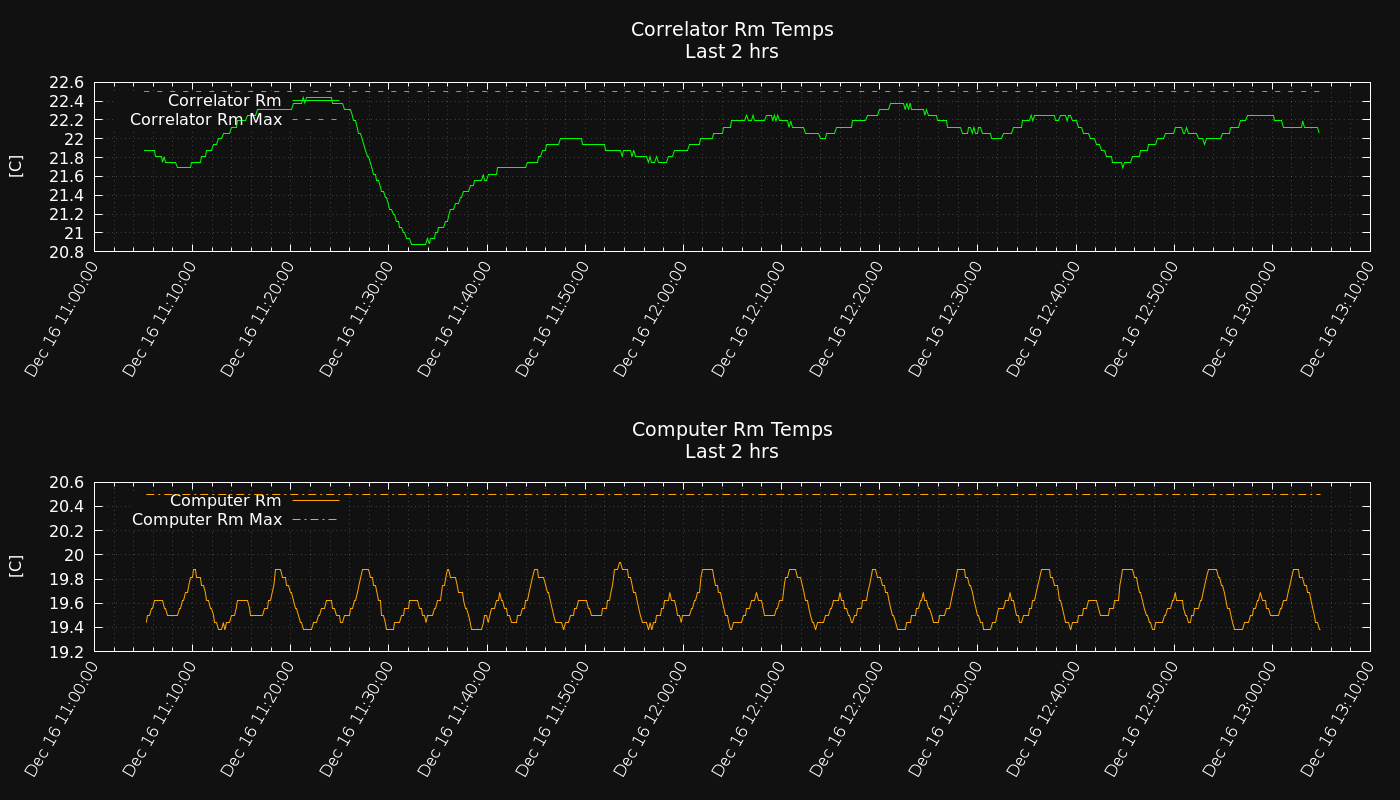 Correlator Rm Temps
Last 2 hrs
22.6
22.4
22.2
22
21.8
21.6
21.4
21.2
21
20.8
[C]
Correlator Rm
Correlator Rm Max
Dec 16 11:00:00
Dec 16 11:10:00
Dec 16 11:20:00
Dec 16 11:30:00
Dec 16 11:40:00
Dec 16 11:50:00
Dec 16 12:00:00
Dec 16 12:10:00
Dec 16 12:20:00
Dec 16 12:30:00
Dec 16 12:40:00
Dec 16 12:50:00
Dec 16 13:00:00
Dec 16 13:10:00
Computer Rm Temps
Last 2 hrs
20.6
20.4
20.2
20
19.8
19.6
19.4
19.2
[C]
Computer Rm
Computer Rm Max
Dec 16 11:00:00
Dec 16 11:10:00
Dec 16 11:20:00
Dec 16 11:30:00
Dec 16 11:40:00
Dec 16 11:50:00
Dec 16 12:00:00
Dec 16 12:10:00
Dec 16 12:20:00
Dec 16 12:30:00
Dec 16 12:40:00
Dec 16 12:50:00
Dec 16 13:00:00
Dec 16 13:10:00